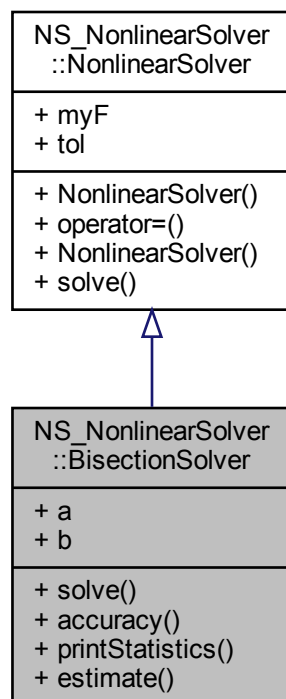 NS_NonlinearSolver
::NonlinearSolver
+ myF
+ tol
+ NonlinearSolver()
+ operator=()
+ NonlinearSolver()
+ solve()
NS_NonlinearSolver
::BisectionSolver
+ a
+ b
+ solve()
+ accuracy()
+ printStatistics()
+ estimate()